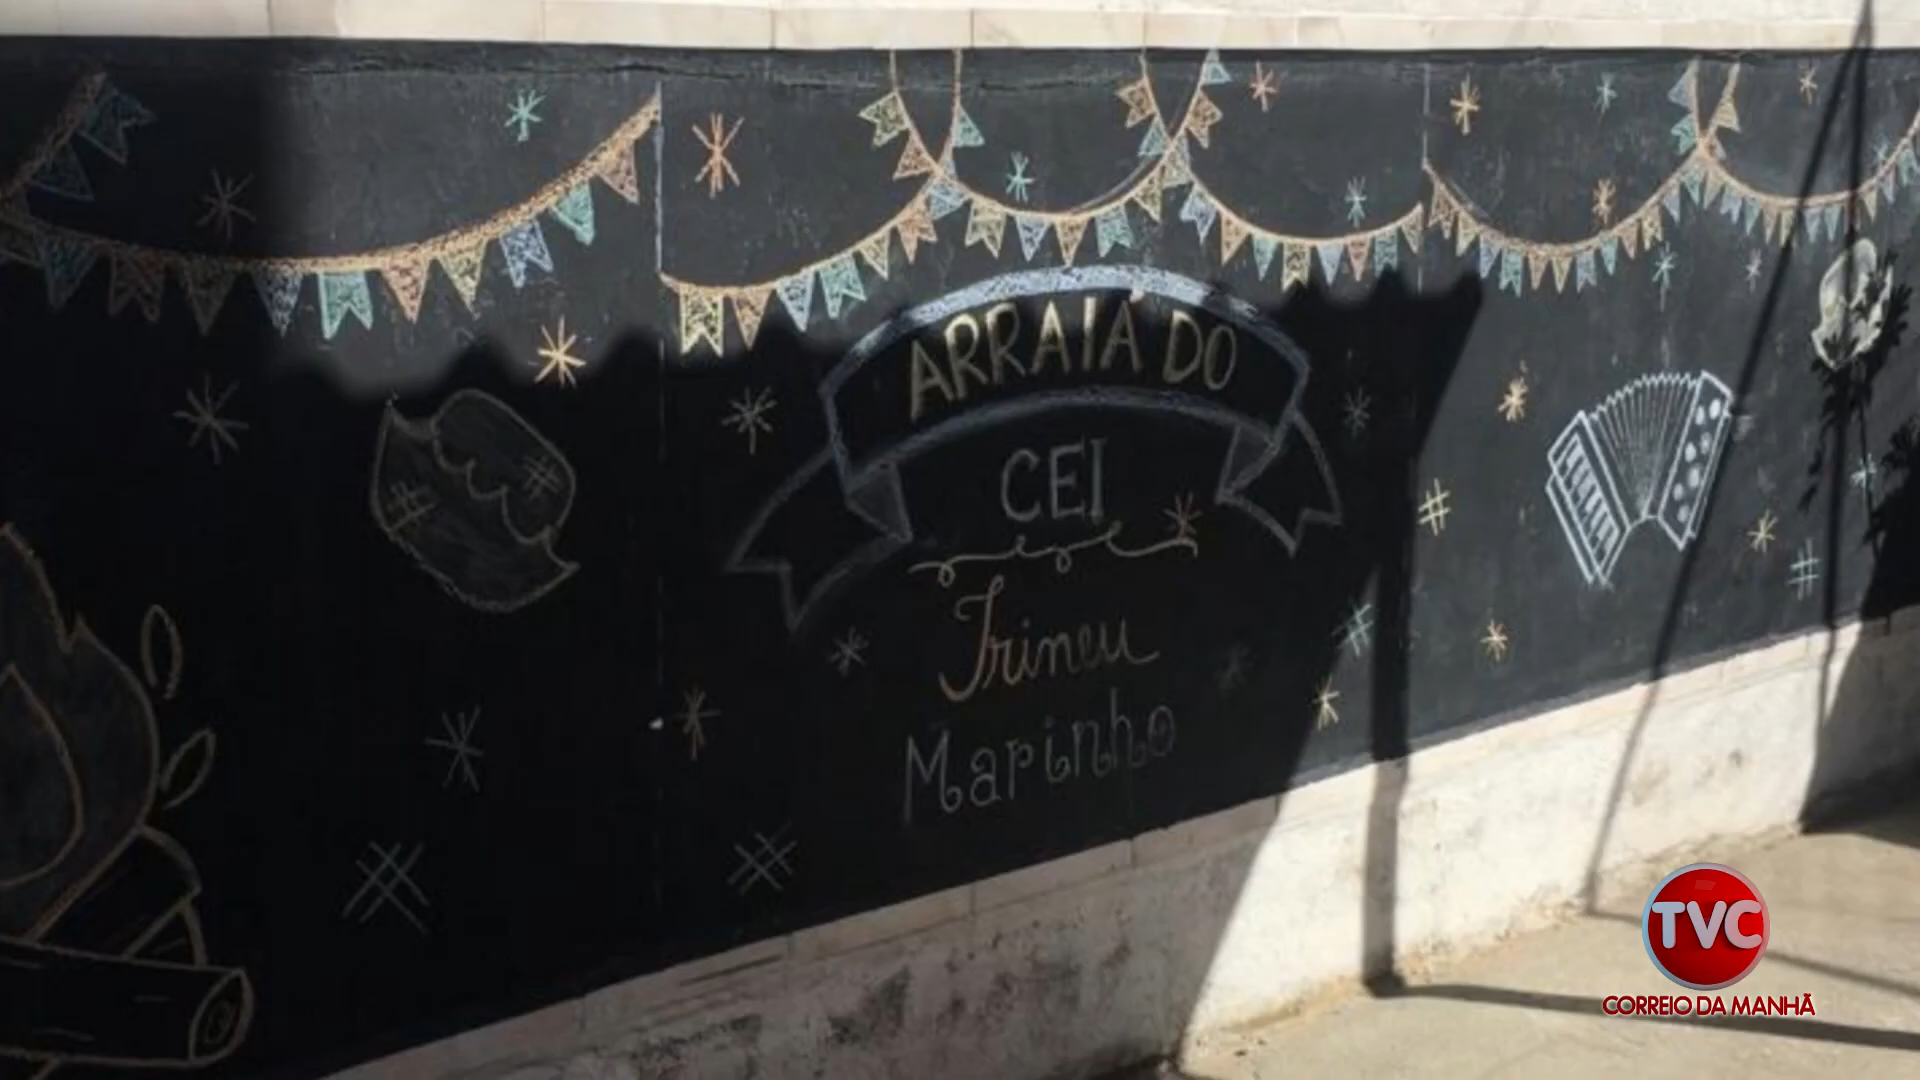 ARRAIÁ DO
CEI
Irineu
Marinho
TVC
CORREIO DA MANHÃ